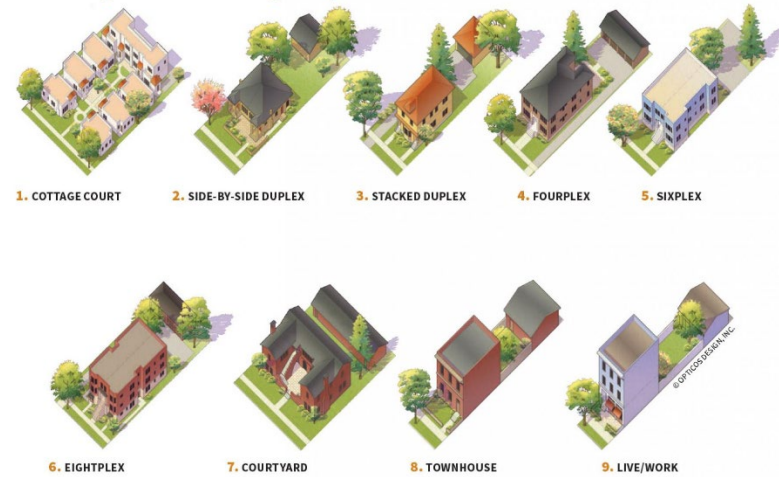 1. COTTAGE COURT
2. SIDE-BY-SIDE DUPLEX
3. STACKED DUPLEX
4. FOURPLEX
5. SIXPLEX
6. EIGHTPLEX
7. COURTYARD
8. TOWNHOUSE
9. LIVE/WORK
© OPTICOS DESIGN, INC.